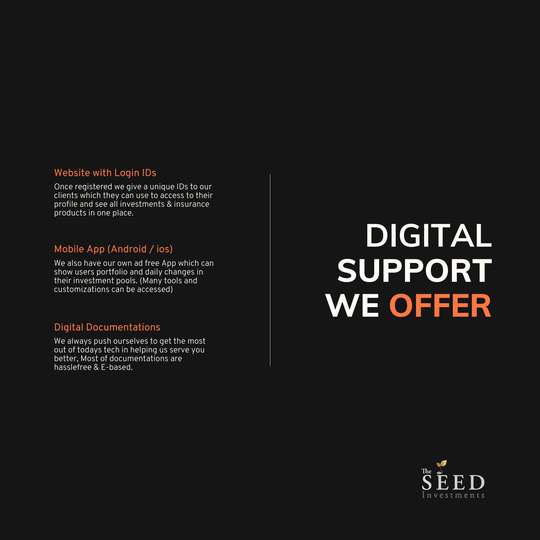 Website with Login IDs
Once registered we give a unique IDs to our
clients which they can use to access to their
profile and see all investments & insurance
products in one place.
Mobile App (Android / ios)
We also have our own ad free App which can
show users portfolio and daily changes in
their investment pools. (Many tools and
customizations can be accessed)
Digital Documentations
We always push ourselves to get the most
out of todays tech in helping us serve you
better, Most of documentations are
hasslefree & E-based.
DIGITAL
SUPPORT
WE OFFER
The
SEED
Investments